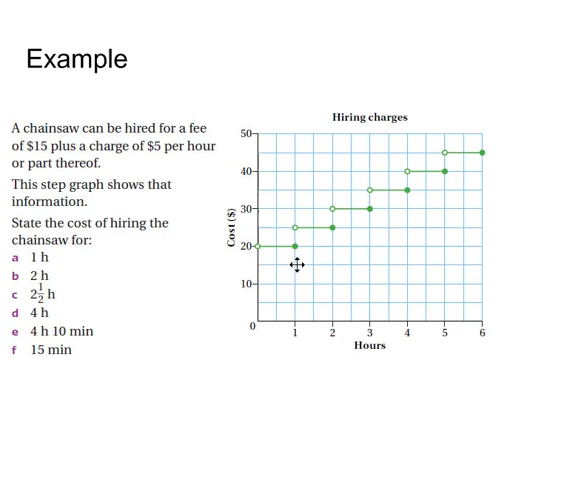 Example
A chainsaw can be hired for a fee
of $15 plus a charge of $5 per hour
or part thereof.
This step graph shows that
information.
State the cost of hiring the
chainsaw for:
a 1 h
b 2 h
c 2½ h
d 4 h
e 4 h 10 min
f 15 min
Hiring charges
Cost ($)
50
40
30
20
10
0
1 2 3 4 5 6
Hours